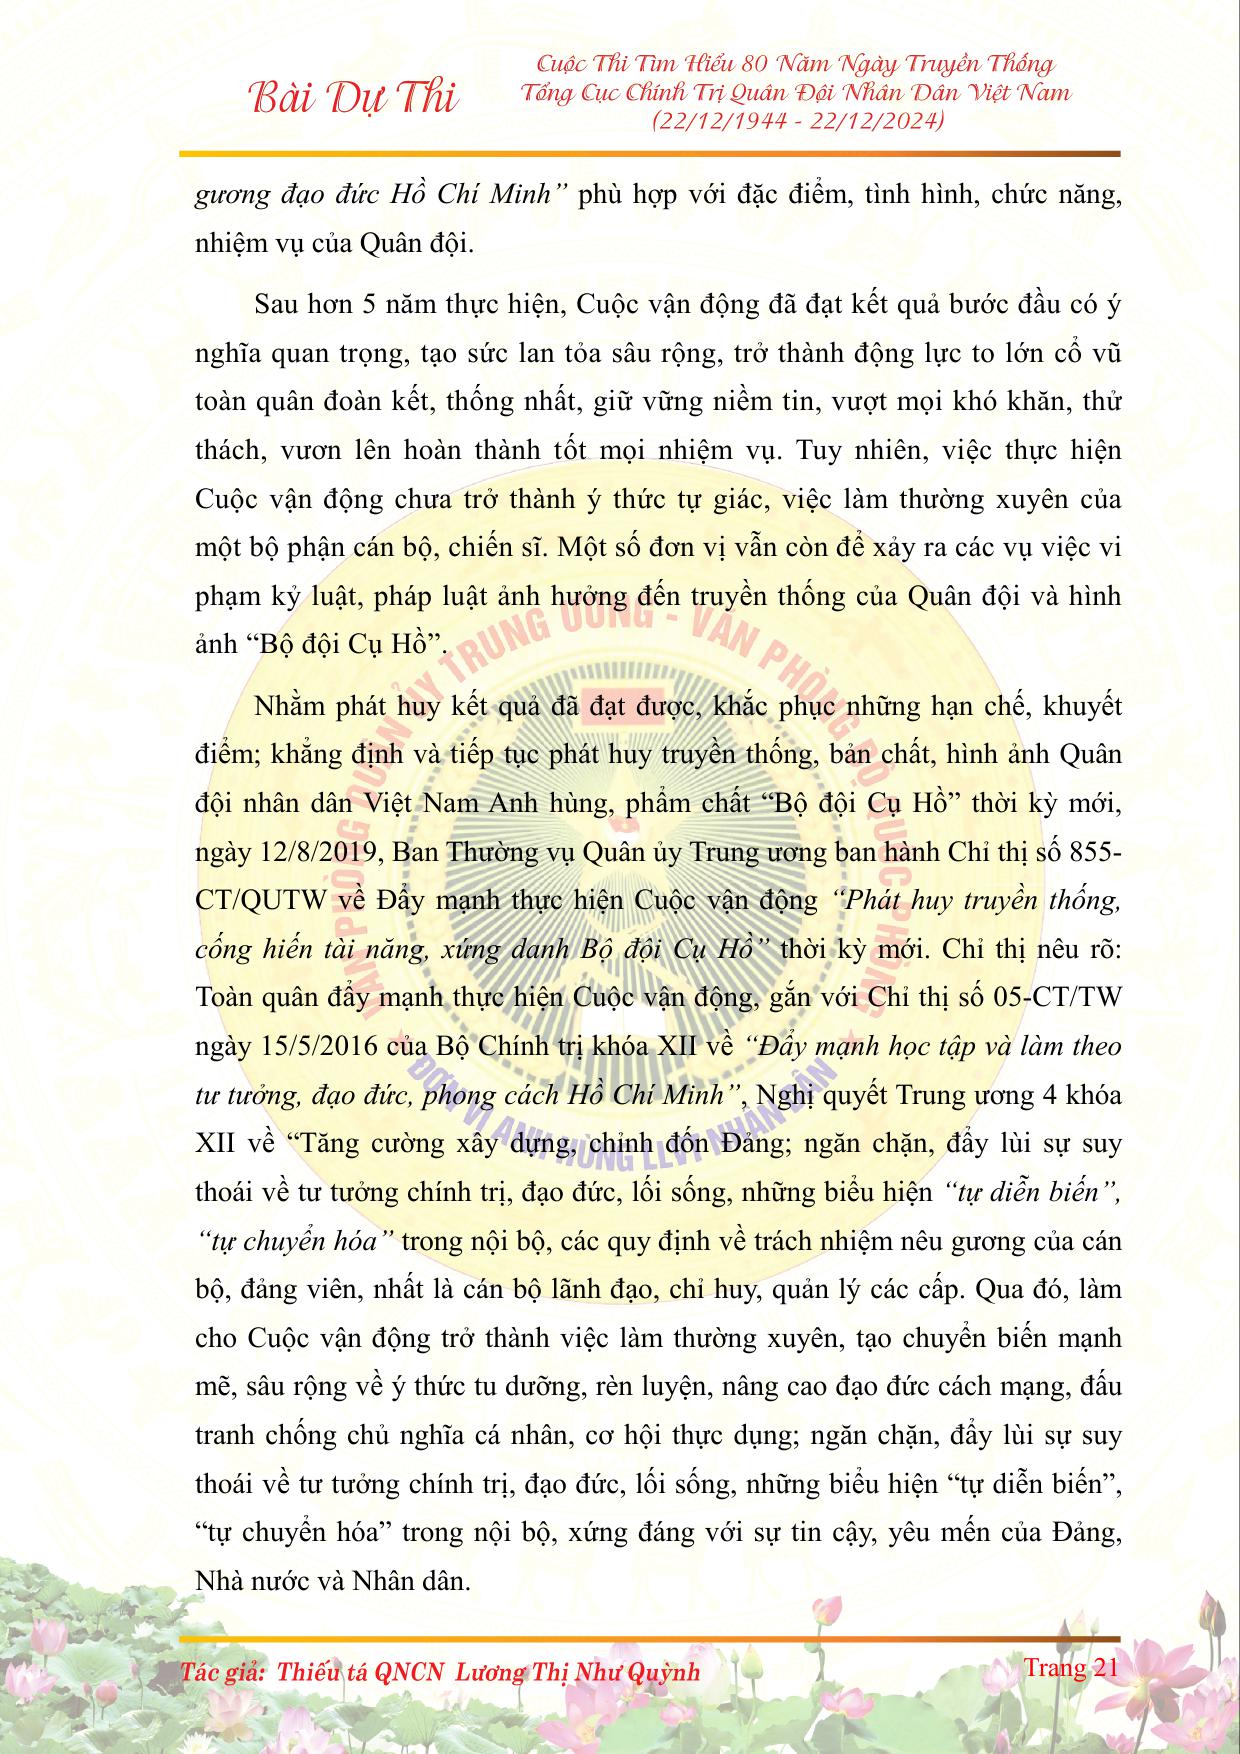 Bài Dự Thi
Cuộc Thi Tìm Hiểu 80 Năm Ngày Truyền Thống
Tổng Cục Chính Trị Quân Đội Nhân Dân Việt Nam
(22/12/1944 - 22/12/2024)
gương đạo đức Hồ Chí Minh” phù hợp với đặc điểm, tình hình, chức năng,
nhiệm vụ của Quân đội.
Sau hơn 5 năm thực hiện, Cuộc vận động đã đạt kết quả bước đầu có ý
nghĩa quan trọng, tạo sức lan tỏa sâu rộng, trở thành động lực to lớn cổ vũ
toàn quân đoàn kết, thống nhất, giữ vững niềm tin, vượt mọi khó khăn, thử
thách, vươn lên hoàn thành tốt mọi nhiệm vụ. Tuy nhiên, việc thực hiện
Cuộc vận động chưa trở thành ý thức tự giác, việc làm thường xuyên của
một bộ phận cán bộ, chiến sĩ. Một số đơn vị vẫn còn để xảy ra các vụ việc vi
phạm kỷ luật, pháp luật ảnh hưởng đến truyền thống của Quân đội và hình
ảnh “Bộ đội Cụ Hồ”.
Nhằm phát huy kết quả đã đạt được, khắc phục những hạn chế, khuyết
điểm; khẳng định và tiếp tục phát huy truyền thống, bản chất, hình ảnh Quân
đội nhân dân Việt Nam Anh hùng, phẩm chất “Bộ đội Cụ Hồ” thời kỳ mới,
ngày 12/8/2019, Ban Thường vụ Quân ủy Trung ương ban hành Chỉ thị số 855-
CT/QUTW về Đẩy mạnh thực hiện Cuộc vận động “Phát huy truyền thống,
cống hiến tài năng, xứng danh Bộ đội Cụ Hồ” thời kỳ mới. Chỉ thị nêu rõ:
Toàn quân đẩy mạnh thực hiện Cuộc vận động, gắn với Chỉ thị số 05-CT/TW
ngày 15/5/2016 của Bộ Chính trị khóa XII về “Đẩy mạnh học tập và làm theo
tư tưởng, đạo đức, phong cách Hồ Chí Minh”, Nghị quyết Trung ương 4 khóa
XII về “Tăng cường xây dựng, chỉnh đốn Đảng; ngăn chặn, đẩy lùi sự suy
thoái về tư tưởng chính trị, đạo đức, lối sống, những biểu hiện “tự diễn biến”,
“tự chuyển hóa” trong nội bộ, các quy định về trách nhiệm nêu gương của cán
bộ, đảng viên, nhất là cán bộ lãnh đạo, chỉ huy, quản lý các cấp. Qua đó, làm
cho Cuộc vận động trở thành việc làm thường xuyên, tạo chuyển biến mạnh
mẽ, sâu rộng về ý thức tu dưỡng, rèn luyện, nâng cao đạo đức cách mạng, đấu
tranh chống chủ nghĩa cá nhân, cơ hội thực dụng; ngăn chặn, đẩy lùi sự suy
thoái về tư tưởng chính trị, đạo đức, lối sống, những biểu hiện “tự diễn biến”,
“tự chuyển hóa” trong nội bộ, xứng đáng với sự tin cậy, yêu mến của Đảng,
Nhà nước và Nhân dân.
VĂN PHÒNG QUÂN ỦY TRUNG ƯƠNG - VĂN PHÒNG BỘ QUỐC PHÒNG
ĐƠN VỊ ANH HÙNG LLVT NHÂN DÂN
Tác giả: Thiếu tá QNCN Lương Thị Như Quỳnh
Trang 21